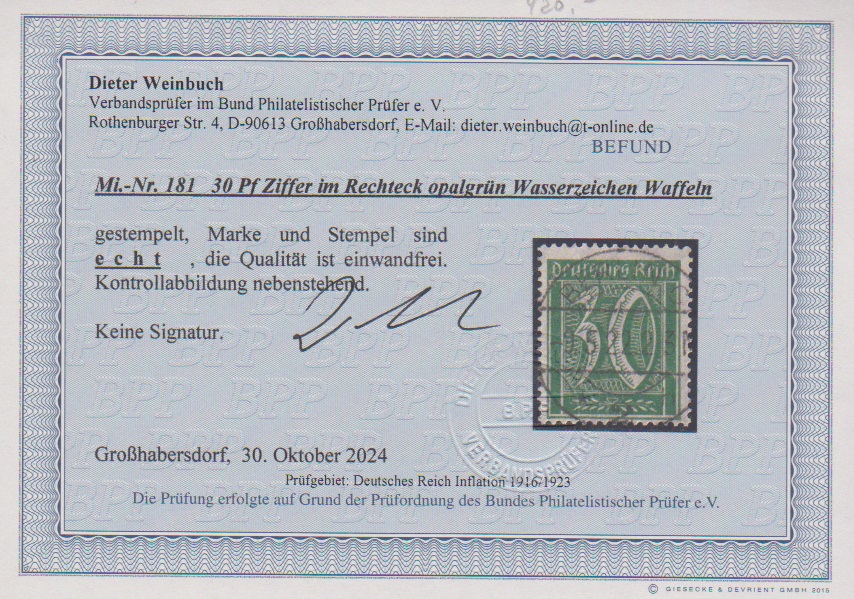 920,-
Dieter Weinbuch
Verbandsprüfer im Bund Philatelistischer Prüfer e. V.
Rothenburger Str. 4, D-90613 Großhabersdorf, E-Mail: dieter.weinbuch@t-online.de
BEFUND
Mi.-Nr. 181 30 Pf Ziffer im Rechteck opalgrün Wasserzeichen Waffeln
gestempelt, Marke und Stempel sind
echt , die Qualität ist einwandfrei.
Kontrollabbildung nebenstehend.
Keine Signatur.
Deutsches Reich
30
VERBANDSPRÜFER
Großhabersdorf, 30. Oktober 2024
Prüfgebiet: Deutsches Reich Inflation 1916/1923
Die Prüfung erfolgte auf Grund der Prüfordnung des Bundes Philatelistischer Prüfer e.V.
© GIESECKE & DEVRIENT GMBH 2015